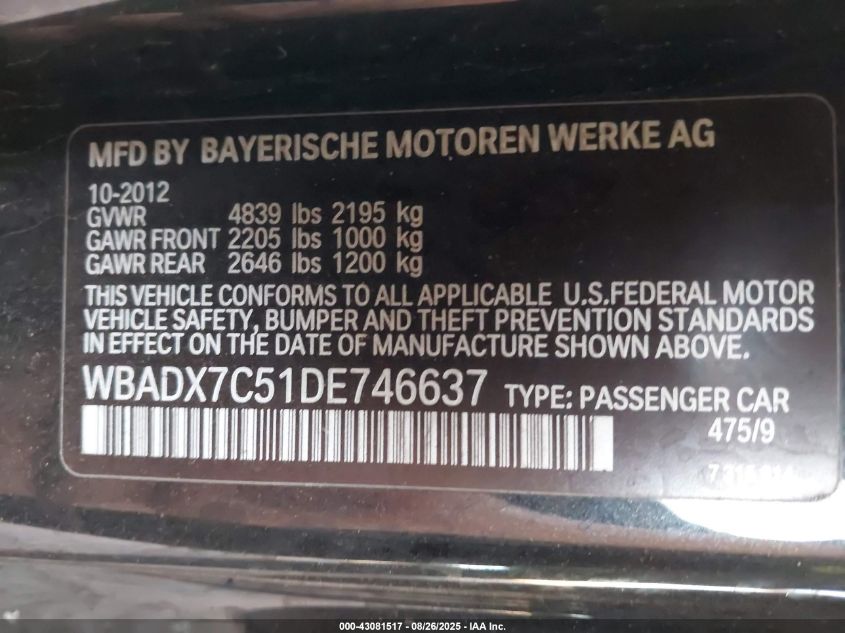 MFD BY BAYERISCHE MOTOREN WERKE AG
10-2012
GVWR 4839 lbs 2195 kg
GAWR FRONT 2205 lbs 1000 kg
GAWR REAR 2646 lbs 1200 kg
THIS VEHICLE CONFORMS TO ALL APPLICABLE U.S.FEDERAL MOTOR
VEHICLE SAFETY, BUMPER AND THEFT PREVENTION STANDARDS
IN EFFECT ON THE DATE OF MANUFACTURE SHOWN ABOVE.
WBADX7C51DE746637 TYPE: PASSENGER CAR
475/9
000-43081517 - 08/26/2025 - IAA Inc.